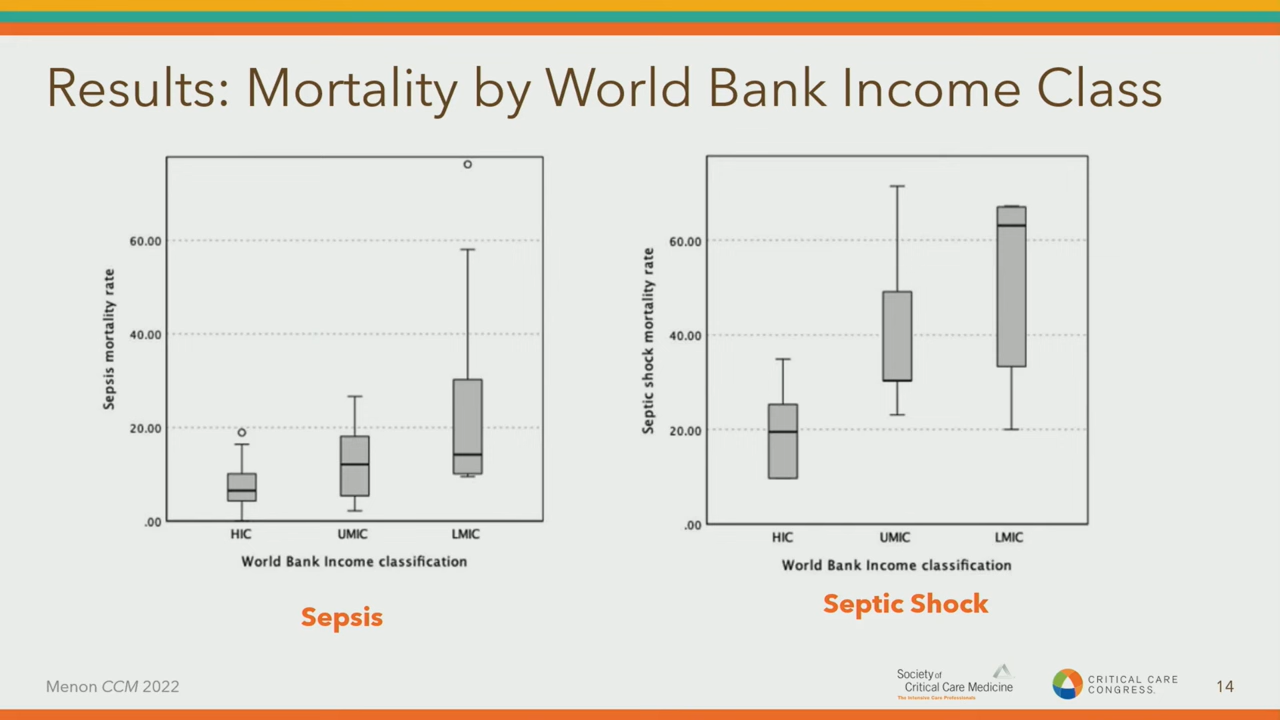 Results: Mortality by World Bank Income Class
Sepsis mortality rate
60.00
40.00
20.00
.00
HIC
UMIC
LMIC
World Bank Income classification
Sepsis
Septic shock mortality rate
60.00
40.00
20.00
.00
HIC
UMIC
LMIC
World Bank Income classification
Septic Shock
Menon CCM 2022
Society of
Critical Care Medicine
The Intensive Care Professionals
CRITICAL CARE
CONGRESS.
14